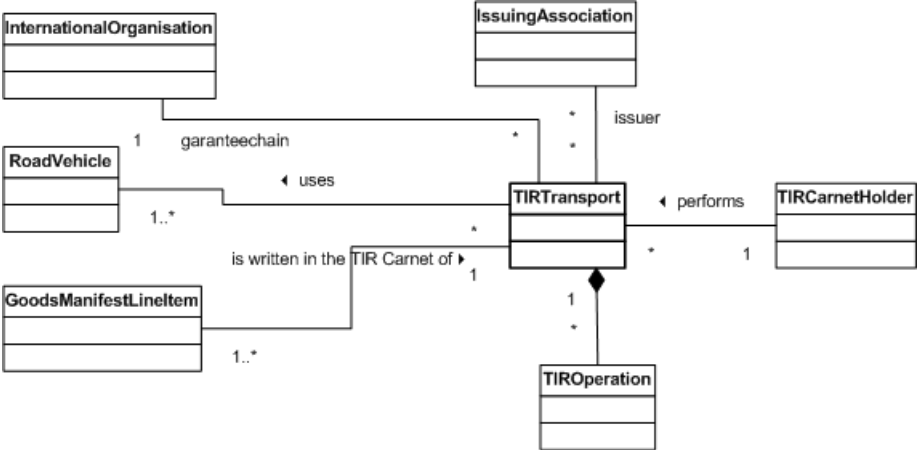 IssuingAssociation
InternationalOrganisation
* issuer
1 garanteechain *
*
RoadVehicle
uses
TIRTransport
TIRCarnetHolder
performs
1..*
*
is written in the TIR Carnet of
* 1
1
GoodsManifestLineItem
1
*
1..*
TIROperation